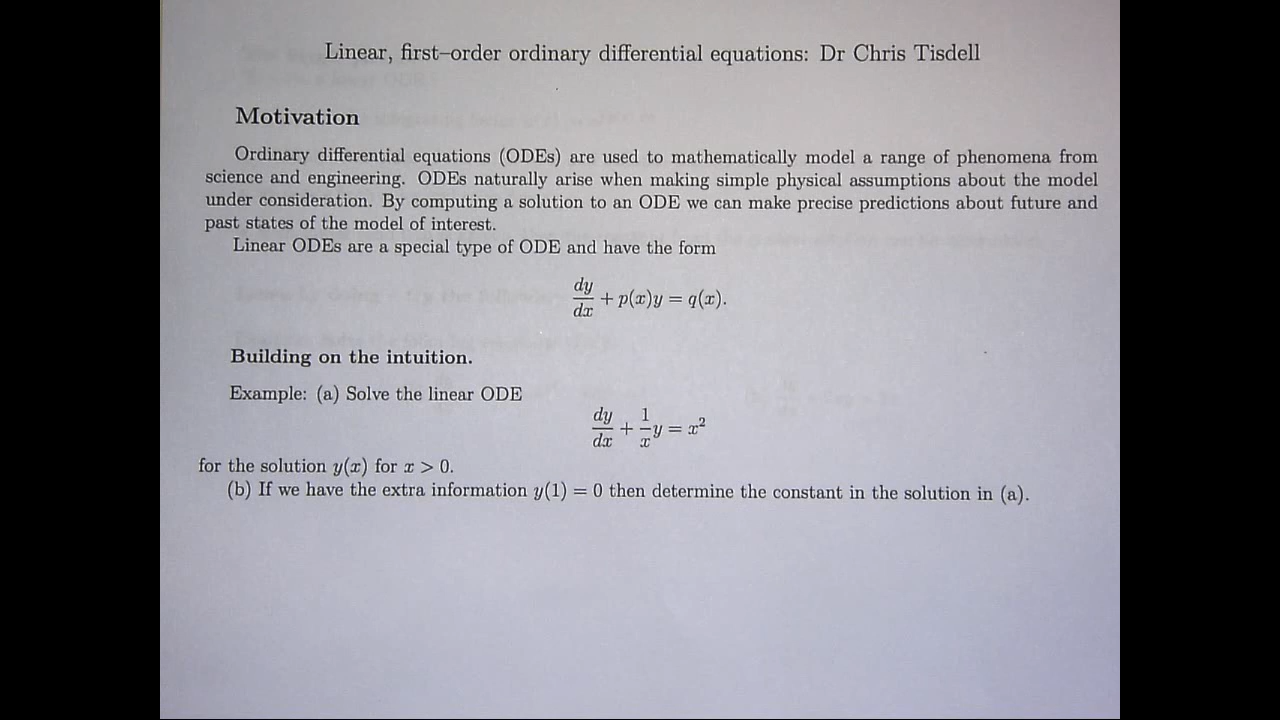 Linear, first–order ordinary differential equations: Dr Chris Tisdell
Motivation
Ordinary differential equations (ODEs) are used to mathematically model a range of phenomena from
science and engineering. ODEs naturally arise when making simple physical assumptions about the model
under consideration. By computing a solution to an ODE we can make precise predictions about future and
past states of the model of interest.
Linear ODEs are a special type of ODE and have the form
dy/dx + p(x)y = q(x).
Building on the intuition.
Example: (a) Solve the linear ODE
dy/dx + 1/x y = x²
for the solution y(x) for x > 0.
(b) If we have the extra information y(1) = 0 then determine the constant in the solution in (a).